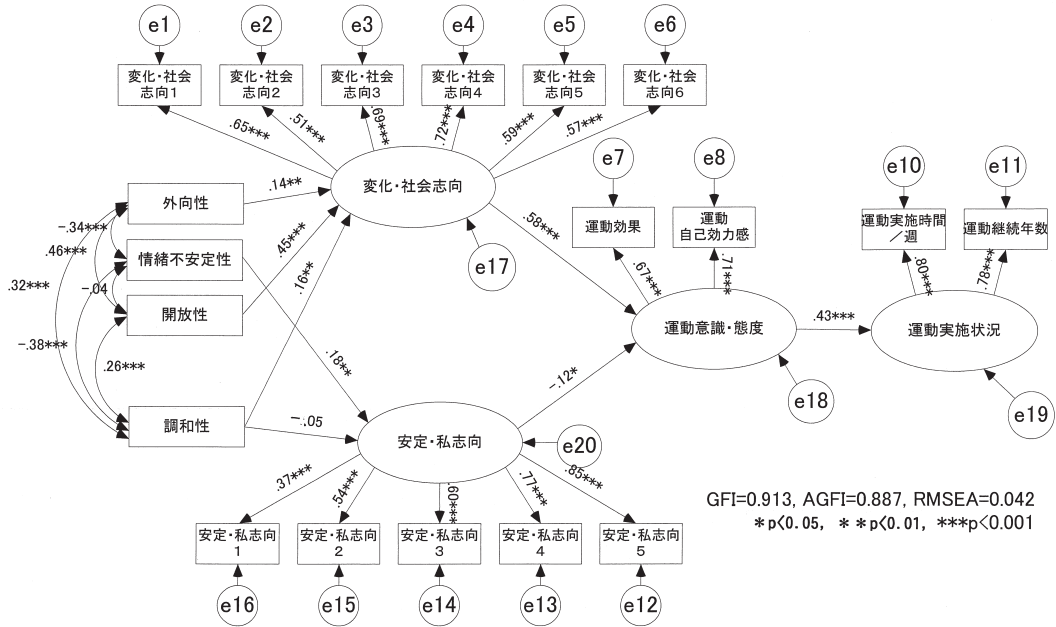 e1
e2
e3
e4
e5
e6
変化・社会
志向1
変化・社会
志向2
変化・社会
志向3
変化・社会
志向4
変化・社会
志向5
変化・社会
志向6
.65***
.51***
.69***
.72***
.59***
.57***
e7
e8
e10
e11
変化・社会志向
外向性
.14**
運動効果
運動
自己効力感
運動実施時間
／週
運動継続年数
-.34***
.46***
.32***
-.04
-.38***
.26***
情緒不安定性
.45***
.16**
e17
.58***
.67***
.71***
.80***
.78***
開放性
運動意識・態度
.43***
運動実施状況
.18**
-.12*
e18
e19
調和性
-.05
安定・私志向
e20
.37***
.54***
.60***
.77***
.85***
GFI=0.913, AGFI=0.887, RMSEA=0.042
*p<0.05, **p<0.01, ***p<0.001
安定・私志向
1
安定・私志向
2
安定・私志向
3
安定・私志向
4
安定・私志向
5
e16
e15
e14
e13
e12